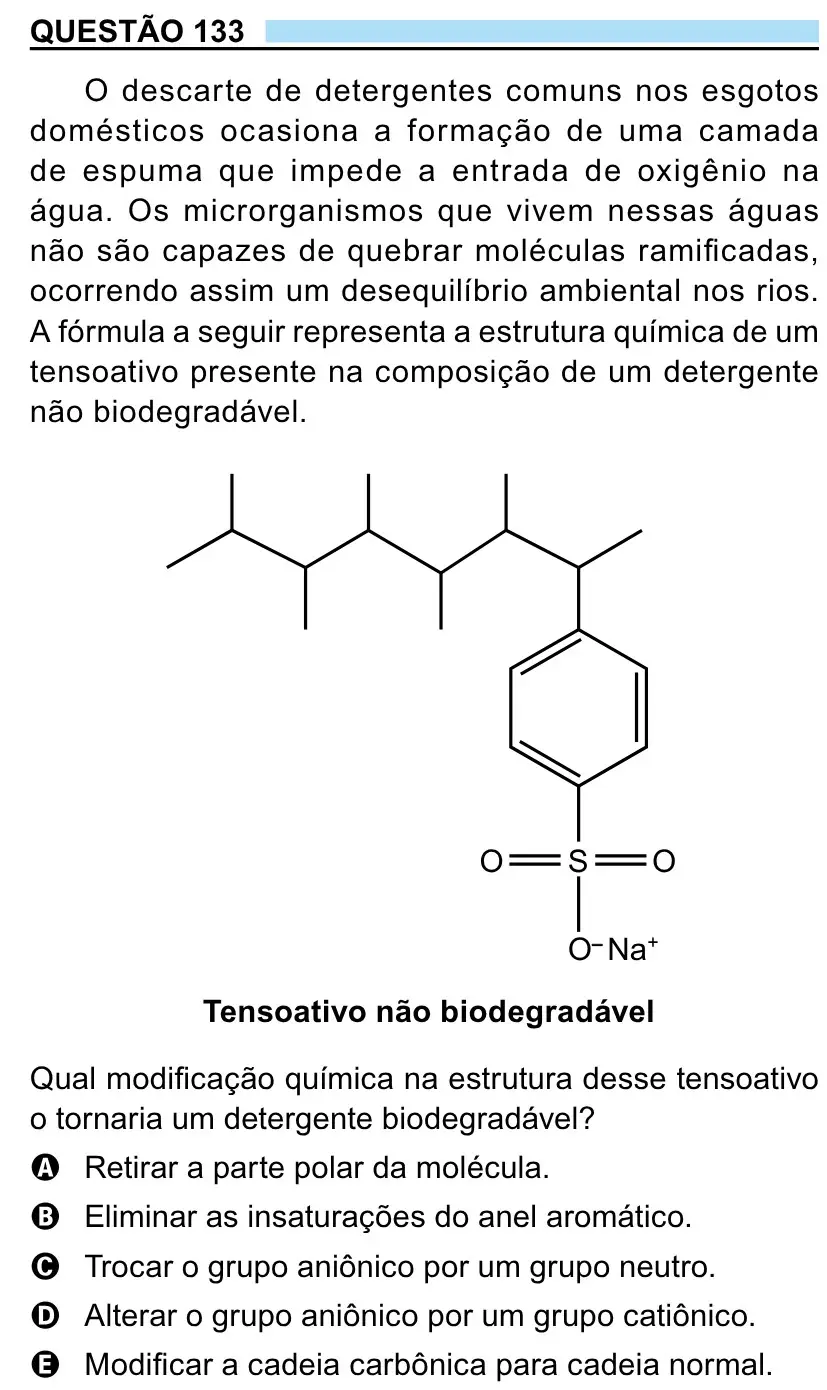 QUESTÃO 133
O descarte de detergentes comuns nos esgotos
domésticos ocasiona a formação de uma camada
de espuma que impede a entrada de oxigênio na
água. Os microrganismos que vivem nessas águas
não são capazes de quebrar moléculas ramificadas,
ocorrendo assim um desequilíbrio ambiental nos rios.
A fórmula a seguir representa a estrutura química de um
tensoativo presente na composição de um detergente
não biodegradável.
O=S=O
O⁻Na⁺
Tensoativo não biodegradável
Qual modificação química na estrutura desse tensoativo
o tornaria um detergente biodegradável?
A Retirar a parte polar da molécula.
B Eliminar as insaturações do anel aromático.
C Trocar o grupo aniônico por um grupo neutro.
D Alterar o grupo aniônico por um grupo catiônico.
E Modificar a cadeia carbônica para cadeia normal.